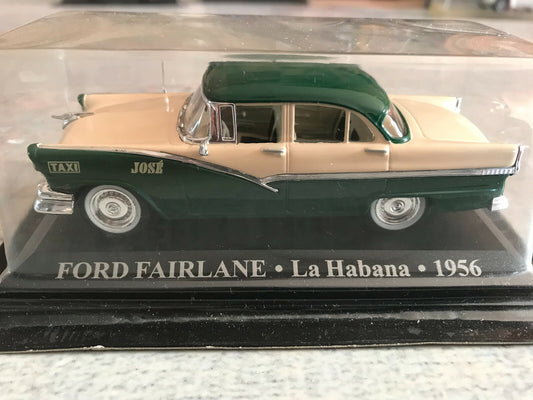 TAXI
JOSÉ
FORD FAIRLANE • La Habana • 1956